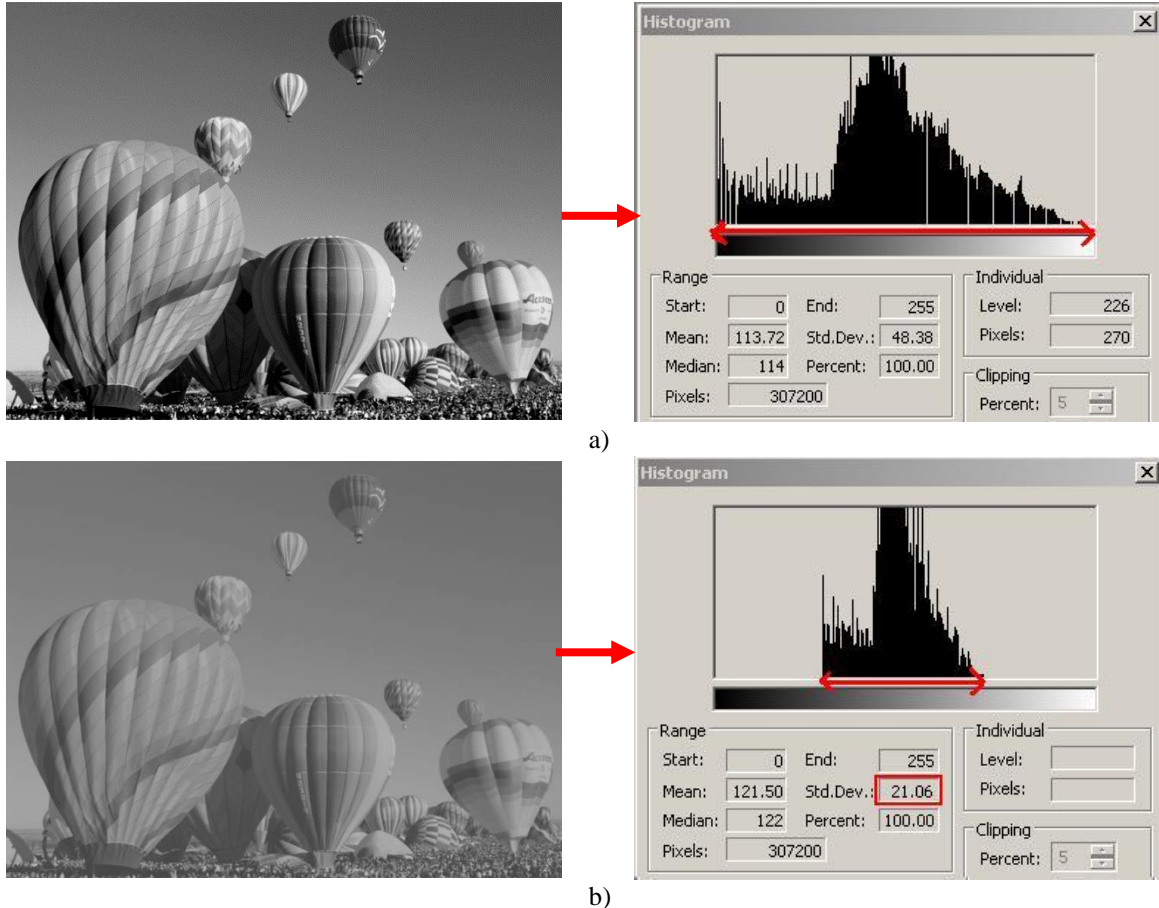 Histogram
Range
Start: 0 End: 255
Mean: 113.72 Std.Dev.: 48.38
Median: 114 Percent: 100.00
Pixels: 307200
Individual
Level: 226
Pixels: 270
Clipping
Percent: 5
a)
Histogram
Range
Start: 0 End: 255
Mean: 121.50 Std.Dev.: 21.06
Median: 122 Percent: 100.00
Pixels: 307200
Individual
Level:
Pixels:
Clipping
Percent: 5
b)